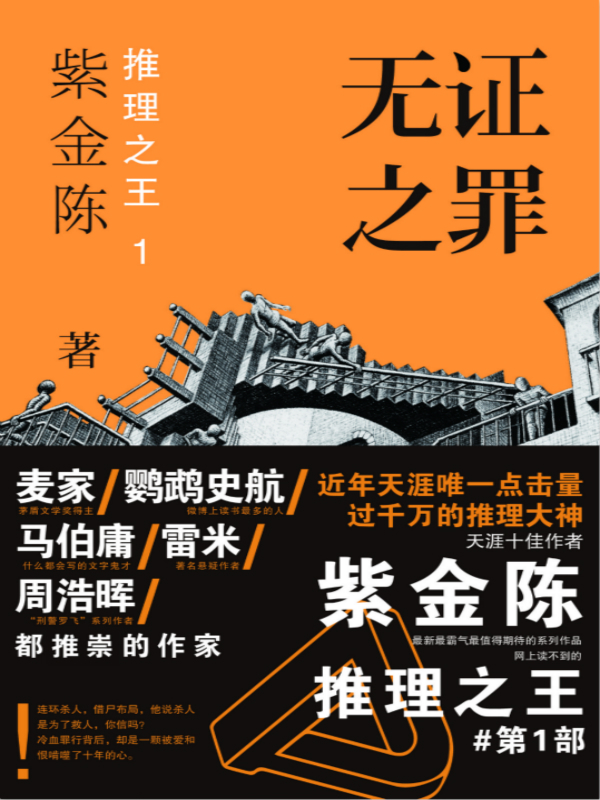 无证
之罪
推理之王 1
紫金陈
著
麦家/鹦鹉史航/
茅盾文学奖得主 微博上读书最多的人
马伯庸/雷米/
什么都会写的文字鬼才 著名悬疑作者
周浩晖/
“刑警罗飞”系列作者
都推崇的作家
近年天涯唯一点击量
过千万的推理大神
天涯十佳作者
紫金陈
最新最霸气最值得期待的系列作品
网上读不到的
推理之王
#第1部
!
连环杀人，借尸布局，他说杀人
是为了救人，你信吗？
冷血罪行背后，却是一颗被爱和
恨啃噬了十年的心。